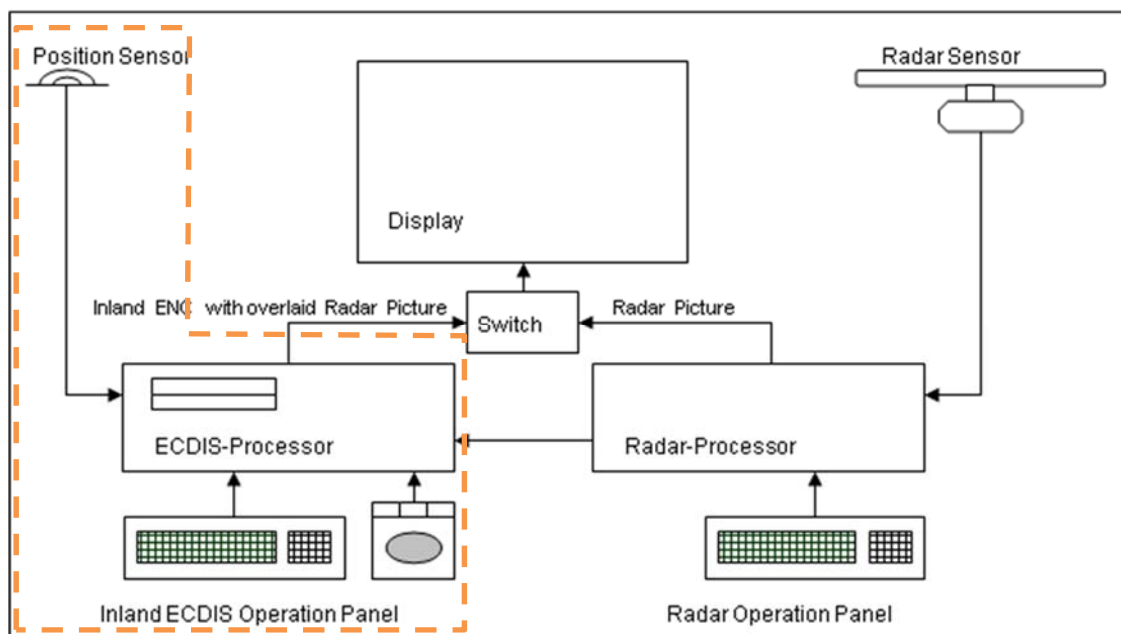 Position Sensor
Radar Sensor
Display
Inland ENC with overlaid Radar Picture
Switch
Radar Picture
ECDIS-Processor
Radar-Processor
Inland ECDIS Operation Panel
Radar Operation Panel